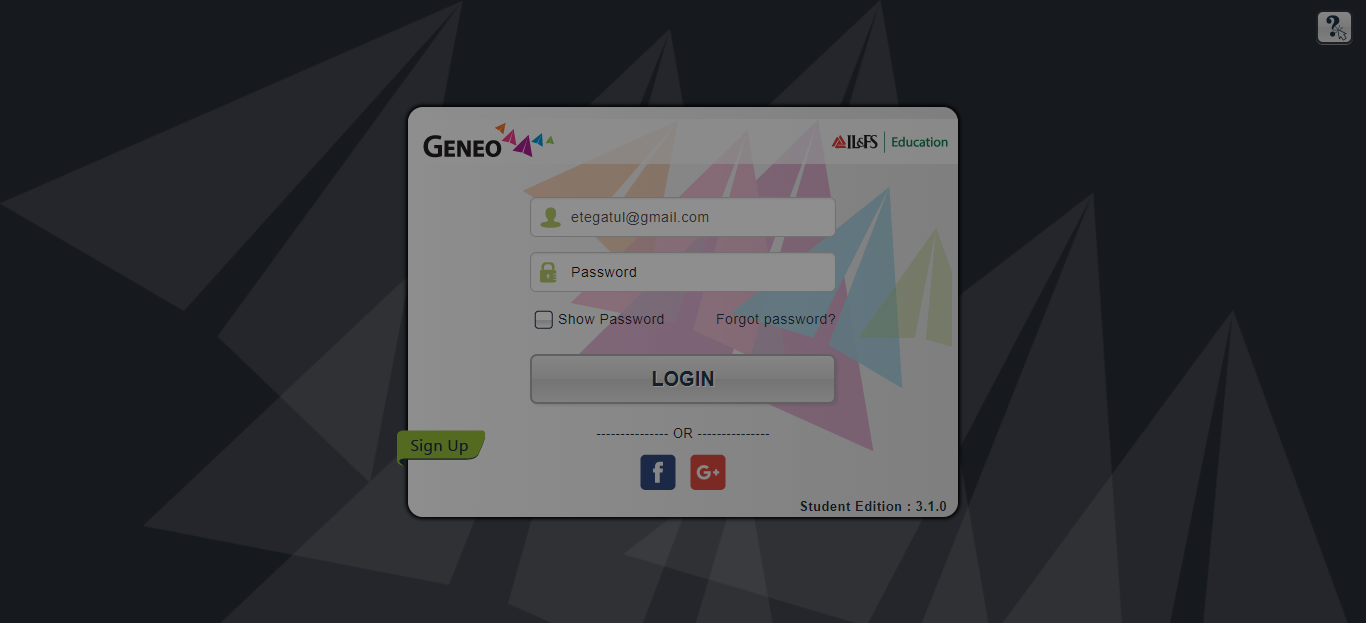 ?
GENEO
IL&FS Education
etegatul@gmail.com
Password
Show Password Forgot password?
LOGIN
--------------- OR ---------------
Sign Up
f G+
Student Edition : 3.1.0